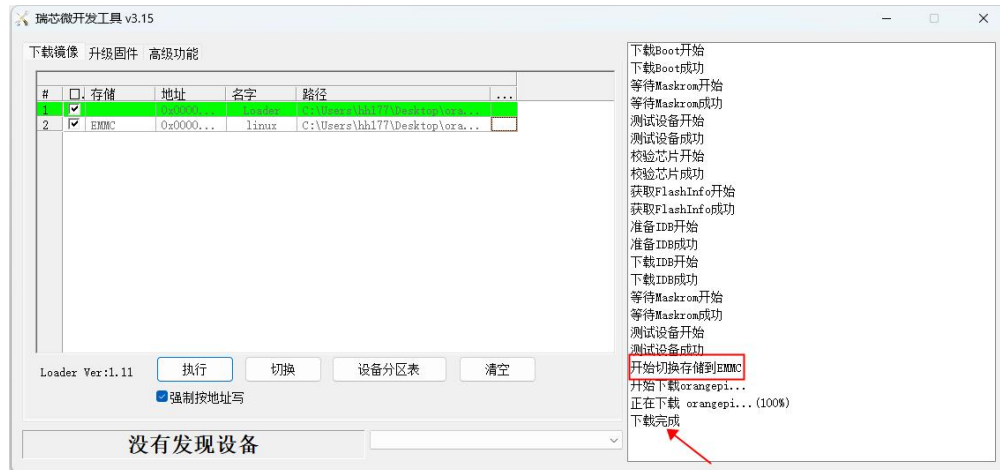 瑞芯微开发工具 v3.15
下载镜像 升级固件 高级功能
# 存储 地址 名字 路径 ...
1 0x0000... Loader C:\Users\hh177\Desktop\ora...
2 EMMC 0x0000... linux C:\Users\hh177\Desktop\ora...
Loader Ver:1.11 执行 切换 设备分区表 清空
强制按地址写
没有发现设备
下载Boot开始
下载Boot成功
等待Maskrom开始
等待Maskrom成功
测试设备开始
测试设备成功
校验芯片开始
校验芯片成功
获取FlashInfo开始
获取FlashInfo成功
准备IDB开始
准备IDB成功
下载IDB开始
下载IDB成功
等待Maskrom开始
等待Maskrom成功
测试设备开始
测试设备成功
开始切换存储到EMMC
开始下载orangepi...
正在下载 orangepi...(100%)
下载完成